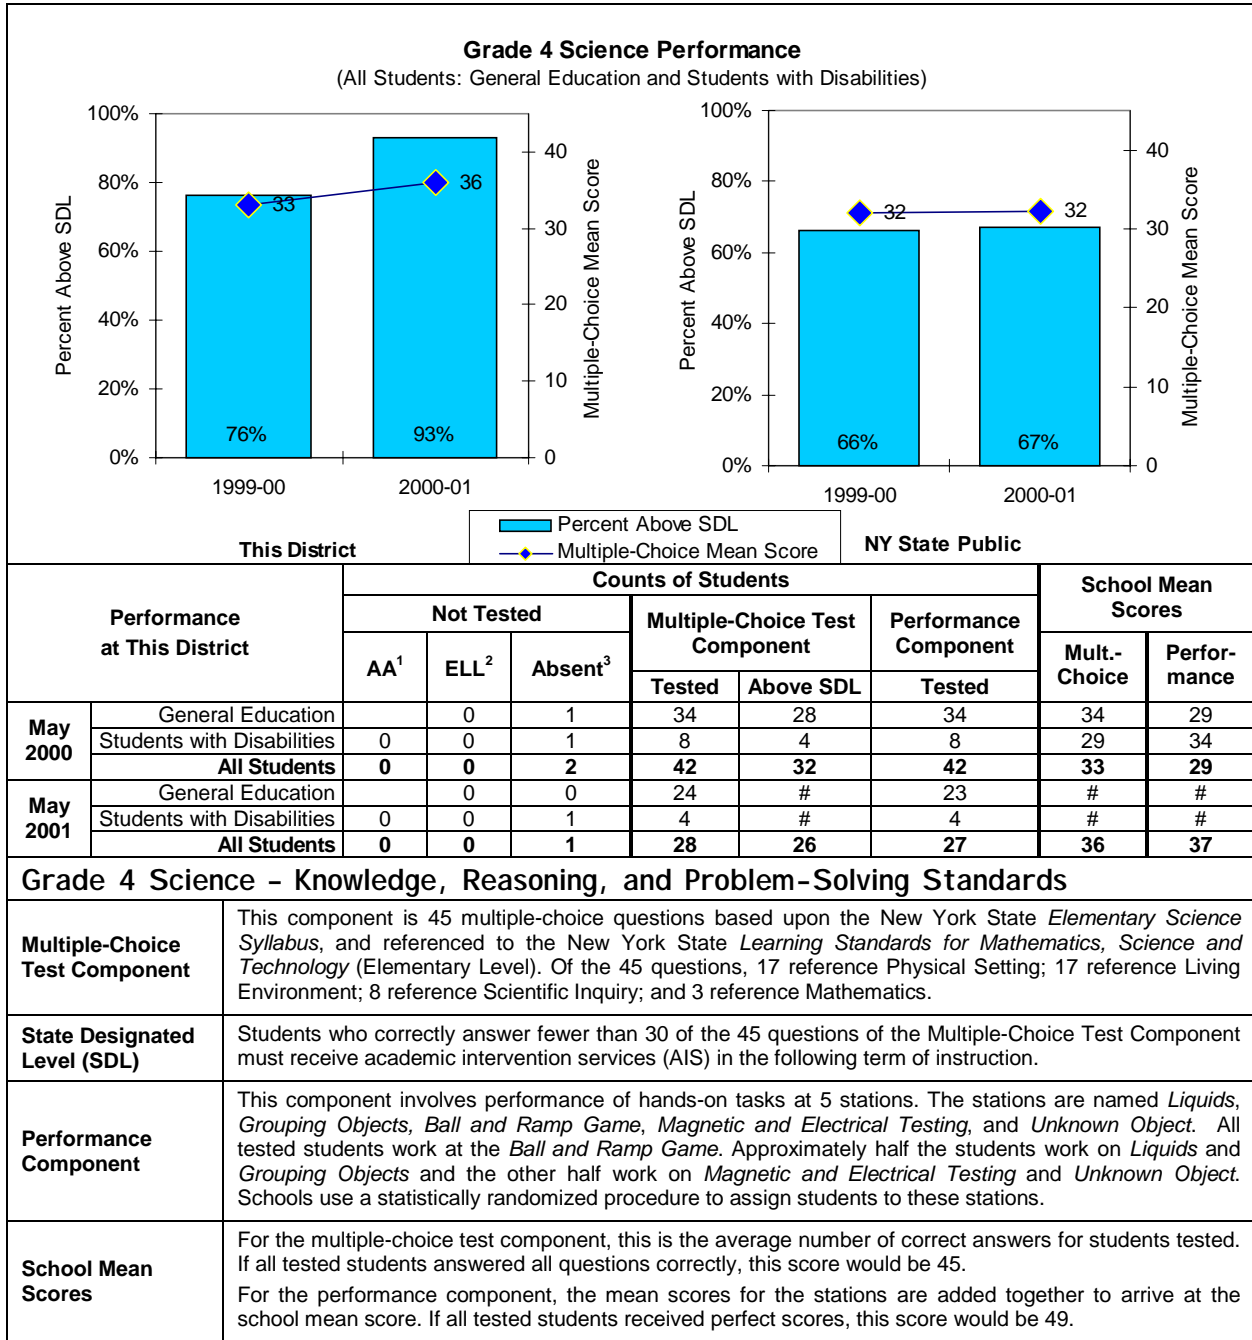 Grade 4 Science Performance
(All Students: General Education and Students with Disabilities)
100%
80%
60%
40%
20%
0%
Percent Above SDL
33
36
76%
93%
1999-00
2000-01
40
30
20
10
0
Multiple-Choice Mean Score
This District
100%
80%
60%
40%
20%
0%
Percent Above SDL
32
32
66%
67%
1999-00
2000-01
40
30
20
10
0
Multiple-Choice Mean Score
NY State Public
Percent Above SDL
Multiple-Choice Mean Score
Performance
at This District
Counts of Students
School Mean
Scores
Not Tested
Multiple-Choice Test
Component
Performance
Component
Mult.-
Choice
Perfor-
mance
AA1 ELL2 Absent3
Tested Above SDL Tested
May
2000
General Education 0 1 34 28 34 34 29
Students with Disabilities 0 0 1 8 4 8 29 34
All Students 0 0 2 42 32 42 33 29
May
2001
General Education 0 0 24 # 23 # #
Students with Disabilities 0 0 1 4 # 4 # #
All Students 0 0 1 28 26 27 36 37
Grade 4 Science – Knowledge, Reasoning, and Problem-Solving Standards
Multiple-Choice
Test Component
This component is 45 multiple-choice questions based upon the New York State Elementary Science
Syllabus, and referenced to the New York State Learning Standards for Mathematics, Science and
Technology (Elementary Level). Of the 45 questions, 17 reference Physical Setting; 17 reference Living
Environment; 8 reference Scientific Inquiry; and 3 reference Mathematics.
State Designated
Level (SDL)
Students who correctly answer fewer than 30 of the 45 questions of the Multiple-Choice Test Component
must receive academic intervention services (AIS) in the following term of instruction.
Performance
Component
This component involves performance of hands-on tasks at 5 stations. The stations are named Liquids,
Grouping Objects, Ball and Ramp Game, Magnetic and Electrical Testing, and Unknown Object. All
tested students work at the Ball and Ramp Game. Approximately half the students work on Liquids and
Grouping Objects and the other half work on Magnetic and Electrical Testing and Unknown Object.
Schools use a statistically randomized procedure to assign students to these stations.
School Mean
Scores
For the multiple-choice test component, this is the average number of correct answers for students tested.
If all tested students answered all questions correctly, this score would be 45.
For the performance component, the mean scores for the stations are added together to arrive at the
school mean score. If all tested students received perfect scores, this score would be 49.